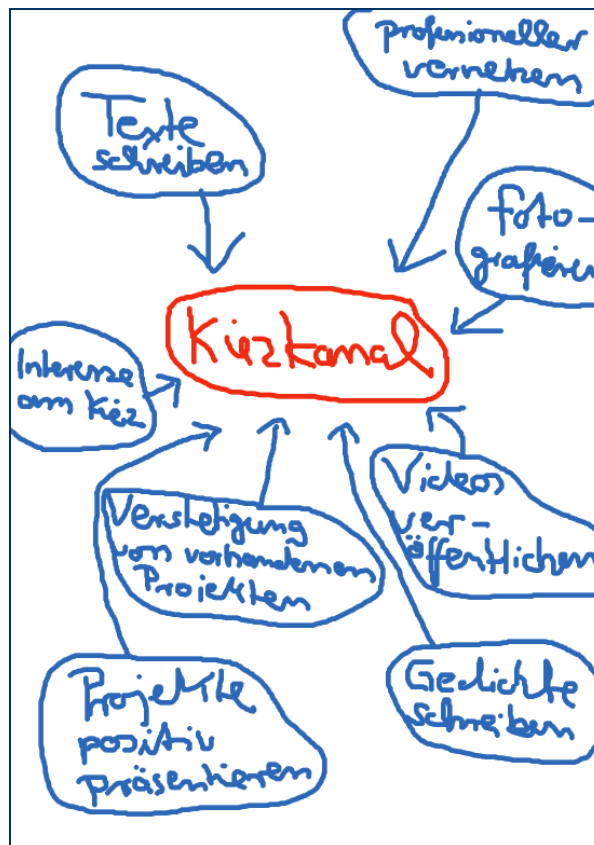 profesioneller
vernetzen
Texte
schreiben
Foto-
grafieren
Kiezkanal
Interesse
am Kiez
Videos
ver-
öffentlichen
Verstetigung
von vorhandenen
Projekten
Projekte
positiv
präsentieren
Gedichte
schreiben